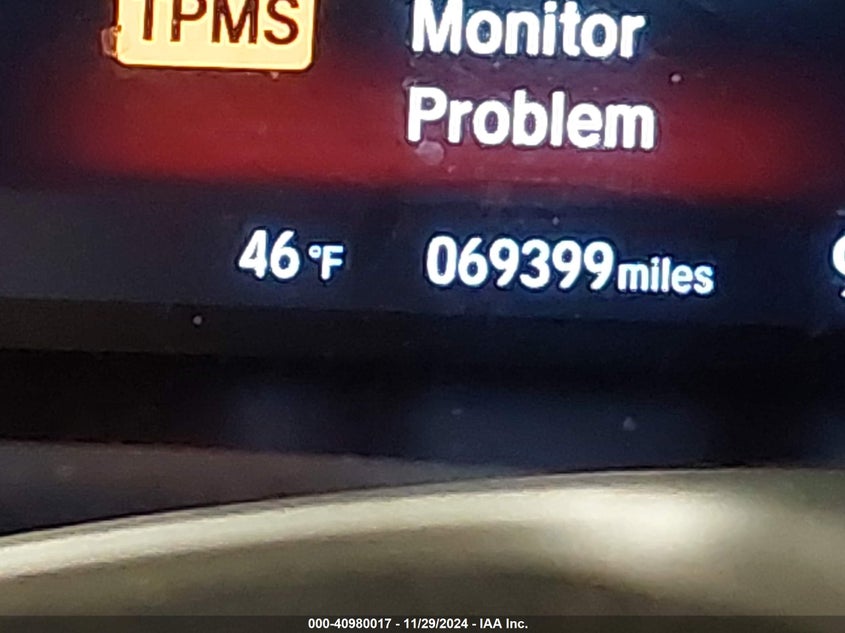 TPMS
Monitor
Problem
46 °F 069399 miles
000-40980017 - 11/29/2024 - IAA Inc.